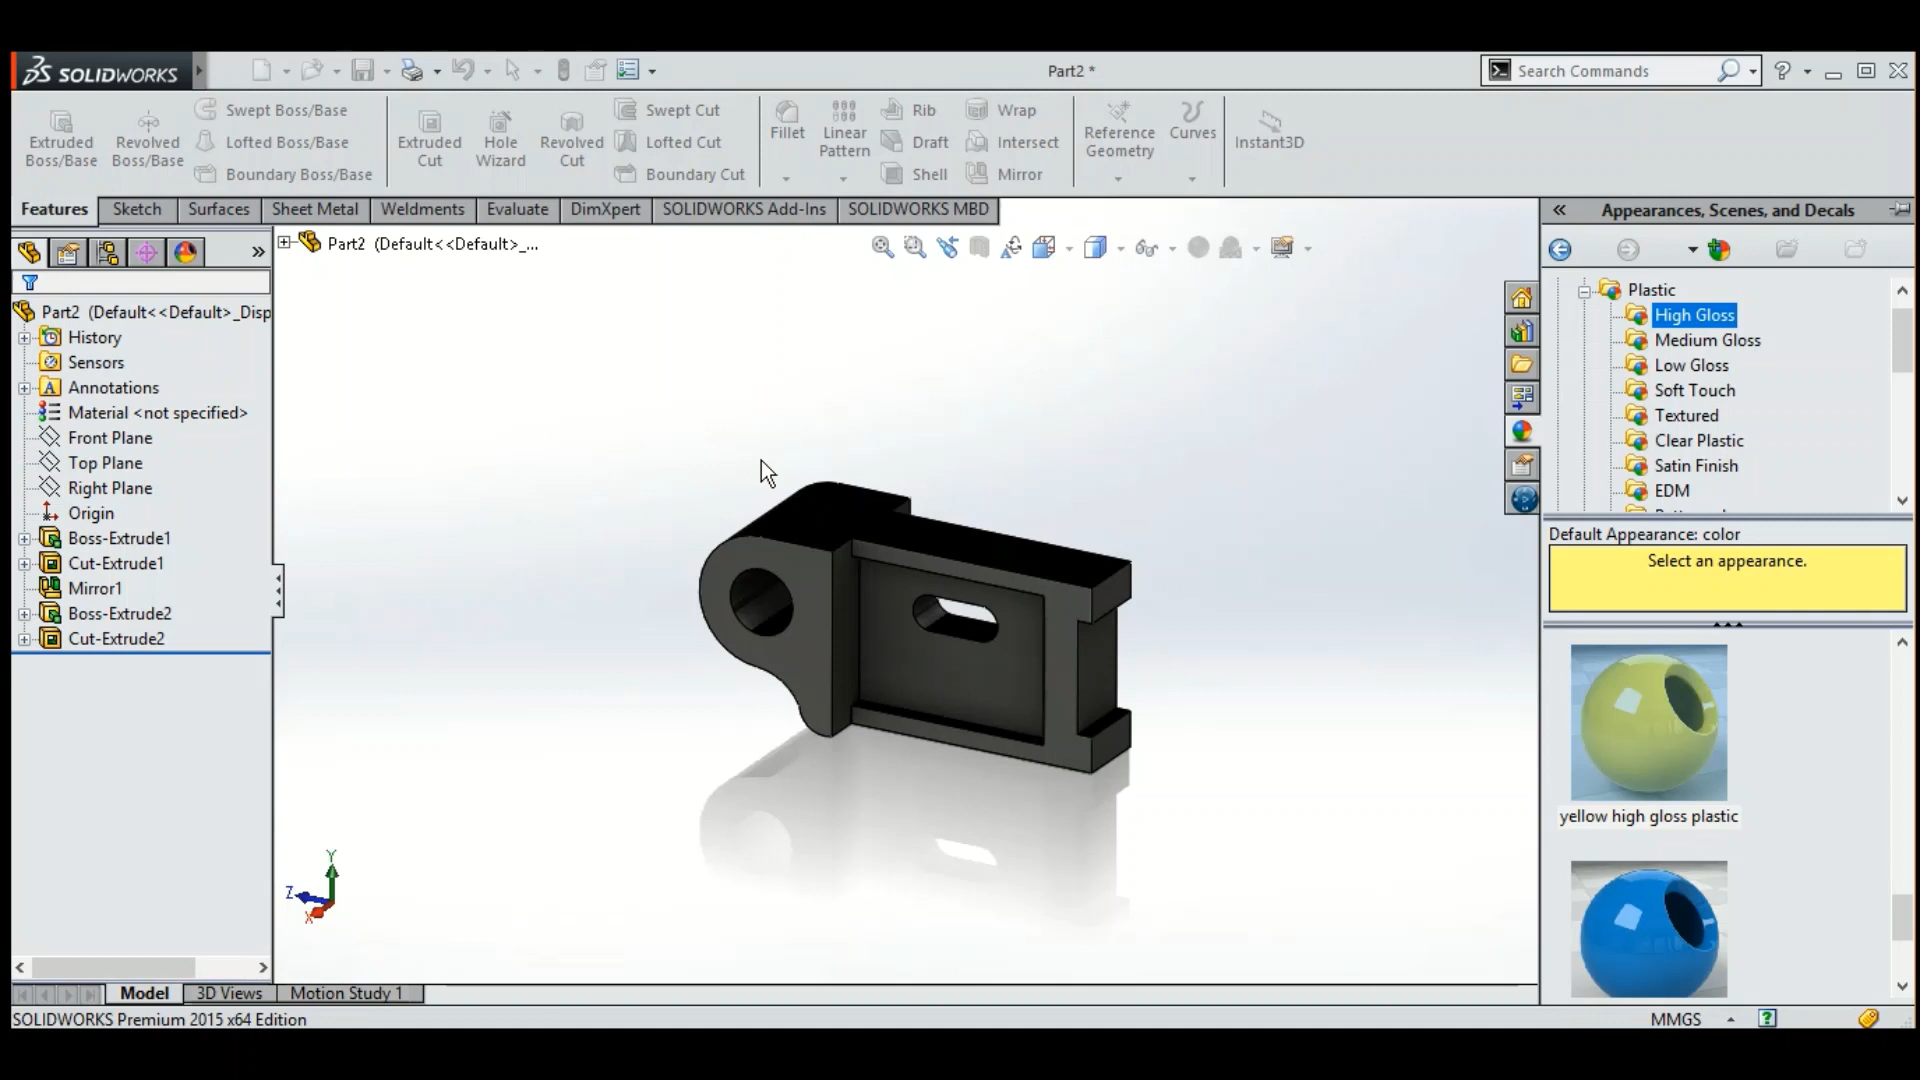 SOLIDWORKS
Part2 *
Search Commands
Extruded Boss/Base
Revolved Boss/Base
Swept Boss/Base
Lofted Boss/Base
Boundary Boss/Base
Extruded Cut
Hole Wizard
Revolved Cut
Swept Cut
Lofted Cut
Boundary Cut
Fillet
Linear Pattern
Rib
Draft
Shell
Wrap
Intersect
Mirror
Reference Geometry
Curves
Instant3D
Features
Sketch
Surfaces
Sheet Metal
Weldments
Evaluate
DimXpert
SOLIDWORKS Add-Ins
SOLIDWORKS MBD
Part2 (Default<<Default>_Disp
History
Sensors
Annotations
Material <not specified>
Front Plane
Top Plane
Right Plane
Origin
Boss-Extrude1
Cut-Extrude1
Mirror1
Boss-Extrude2
Cut-Extrude2
Part2 (Default<<Default>_...
Y
Z
X
Appearances, Scenes, and Decals
Plastic
High Gloss
Medium Gloss
Low Gloss
Soft Touch
Textured
Clear Plastic
Satin Finish
EDM
Default Appearance: color
Select an appearance.
yellow high gloss plastic
Model
3D Views
Motion Study 1
SOLIDWORKS Premium 2015 x64 Edition
MMGS